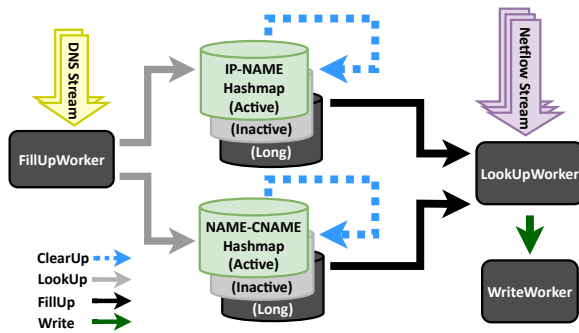 DNS Stream
Netflow Stream
IP-NAME
Hashmap
(Active)
(Inactive)
(Long)
FillUpWorker
LookUpWorker
NAME-CNAME
Hashmap
(Active)
(Inactive)
(Long)
ClearUp
LookUp
FillUp
Write
WriteWorker